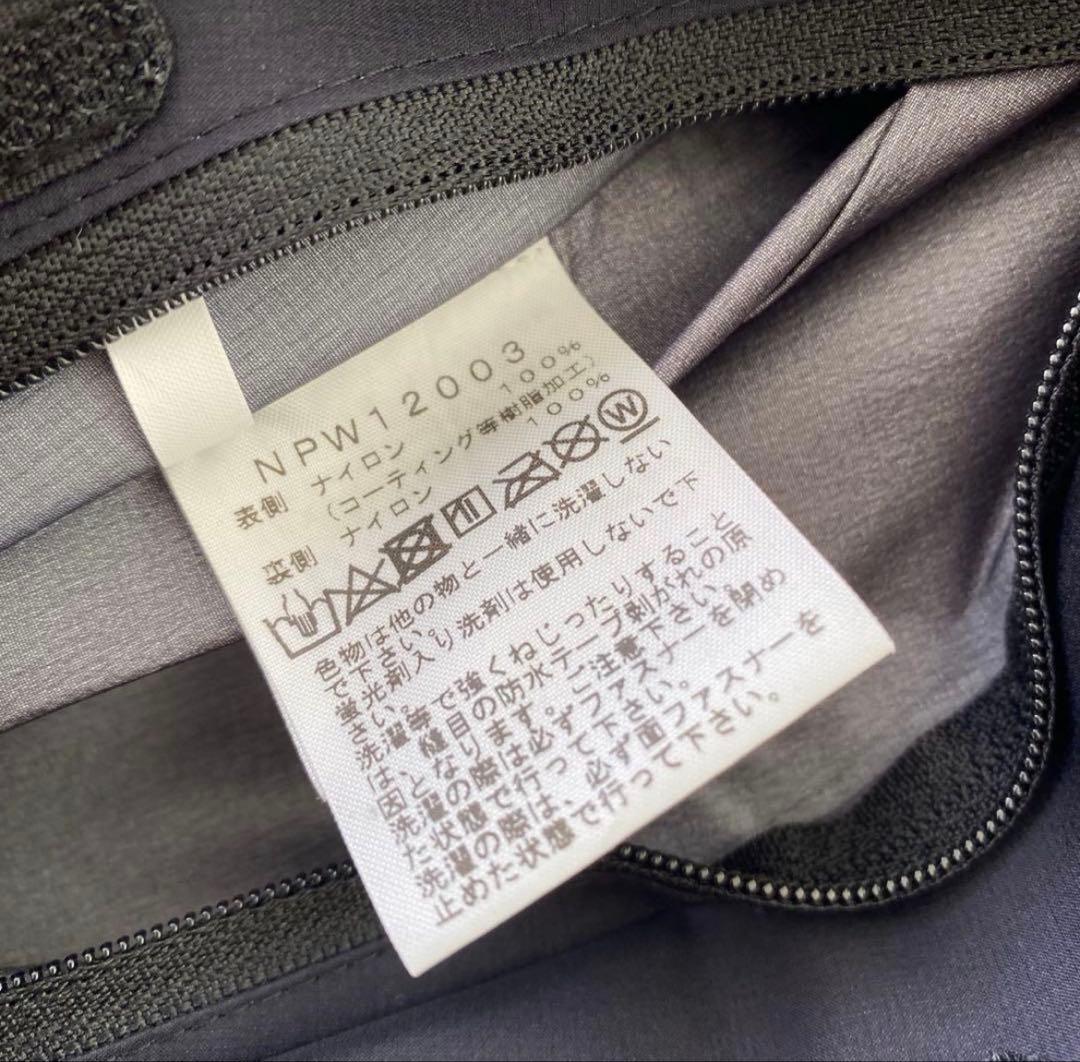 NPW12003
表側 ナイロン 100%
(コーティング等樹脂加工)
裏側 ナイロン 100%
W
色物は他の物と一緒に洗濯しない
で下さい。
蛍光剤入り洗剤は使用しないで下
さい。
洗濯等で強くねじったりすること
は、縫目の防水テープ剥がれの原
因となります。ご注意下さい。
洗濯の際は必ずファスナーを閉め
た状態で行って下さい。
洗濯の際は、必ず面ファスナーを
止めた状態で行って下さい。